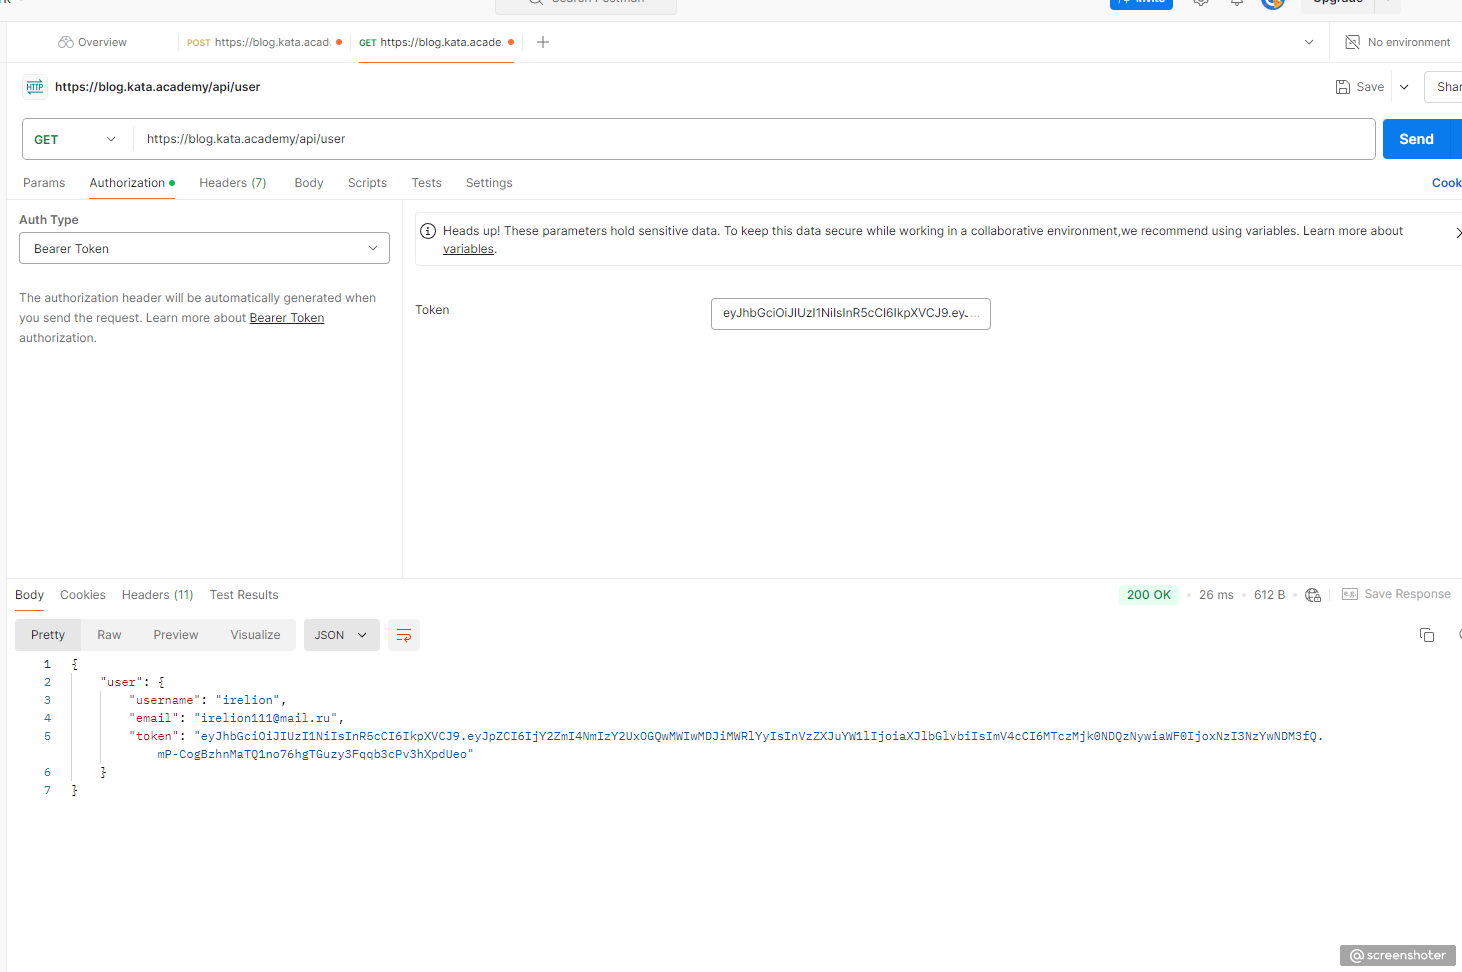 Invite
Search Postman
Upgrade
Overview
POST https://blog.kata.acad
GET https://blog.kata.acade.
No environment
HTTP
https://blog.kata.academy/api/user
Save
Shar
GET
https://blog.kata.academy/api/user
Send
Params
Authorization
Headers (7)
Body
Scripts
Tests
Settings
Cook
Auth Type
Bearer Token
The authorization header will be automatically generated when
you send the request. Learn more about Bearer Token
authorization.
Heads up! These parameters hold sensitive data. To keep this data secure while working in a collaborative environment,we recommend using variables. Learn more about
variables.
Token
eyJhbGciOiJIUzI1NiIsInR5cCI6IkpXVCJ9.eyJ...
Body
Cookies
Headers (11)
Test Results
200 OK
26 ms
612 B
e.g.
Save Response
Pretty
Raw
Preview
Visualize
JSON
1 {
2 "user": {
3 "username": "irelion",
4 "email": "irelion111@mail.ru",
5 "token": "eyJhbGciOiJIUzI1NiIsInR5cCI6IkpXVCJ9.eyJpZCI6IjY2ZmI4NmIzY2UxOGQwMWIwMDJiMWRlYyIsInVzZXJuYW1lIjoiaXJlbGlvbiIsImV4cCI6MTczMjk0NDQzNywiaWF0IjoxNzI3NzYwNDM3fQ.
mP-CogBzhnMaTQ1no76hgTGuzy3Fqqb3cPv3hXpdUeo"
6 }
7 }
@screenshoter